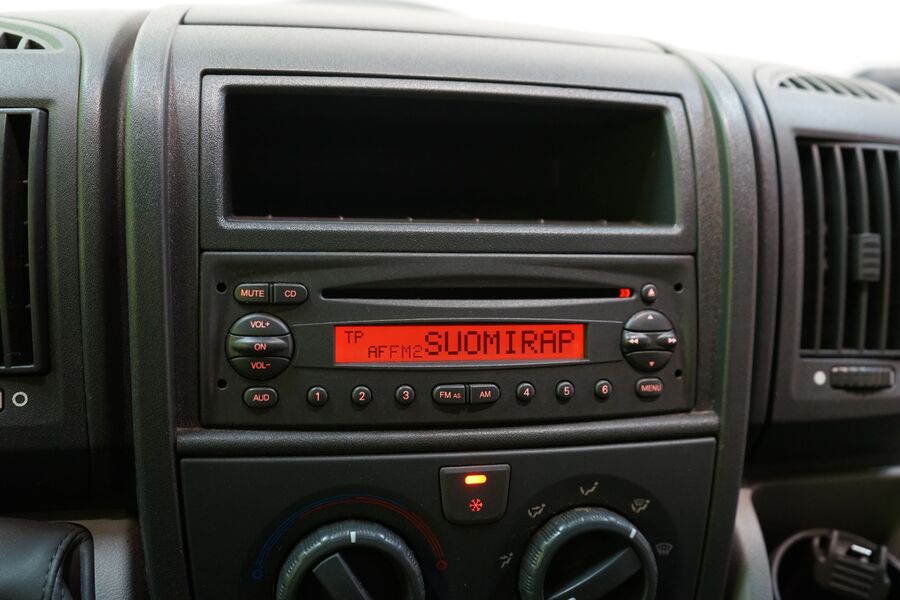 MUTE CD
VOL+
ON
VOL-
AUD
TP
AFFM2 SUOMIRAP
1 2 3 FM AS AM 4 5 6 MENU